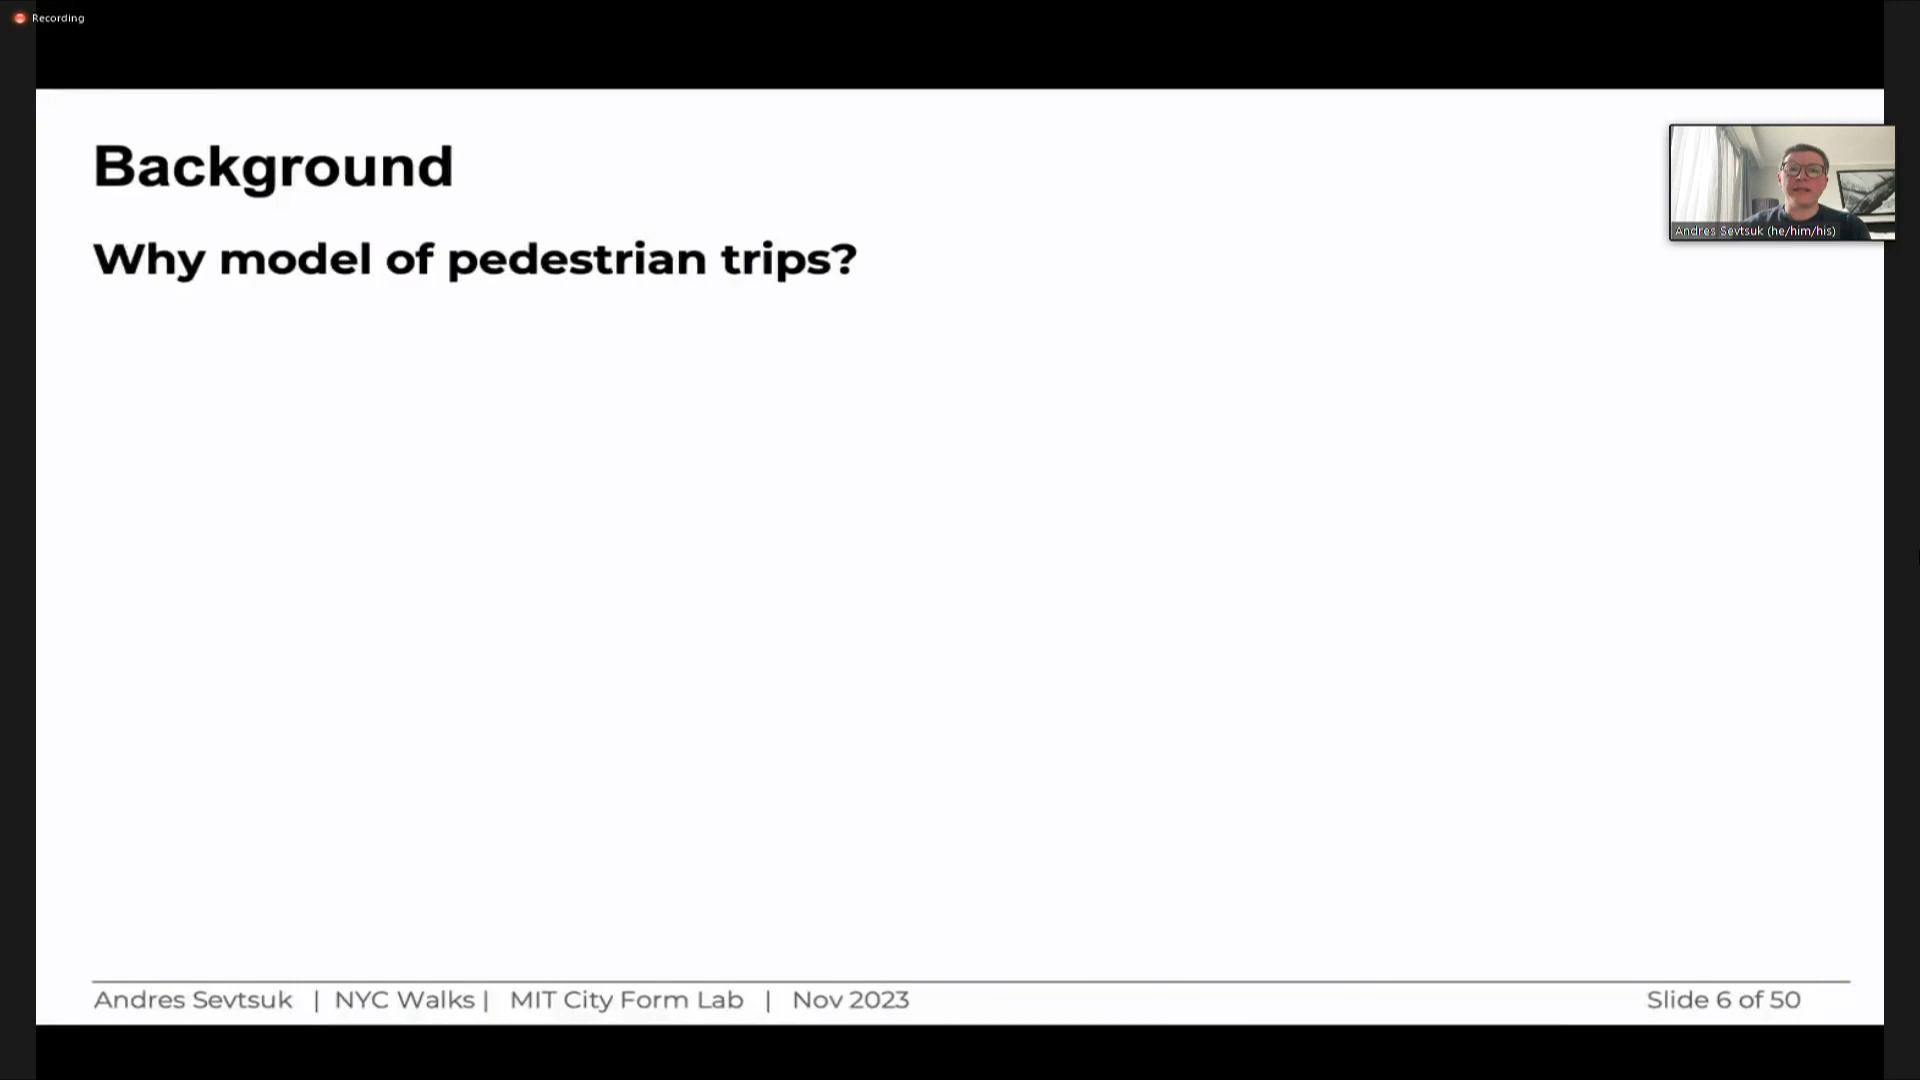 Recording
Background
Why model of pedestrian trips?
Andres Sevtsuk (he/him/his)
Andres Sevtsuk | NYC Walks | MIT City Form Lab | Nov 2023
Slide 6 of 50